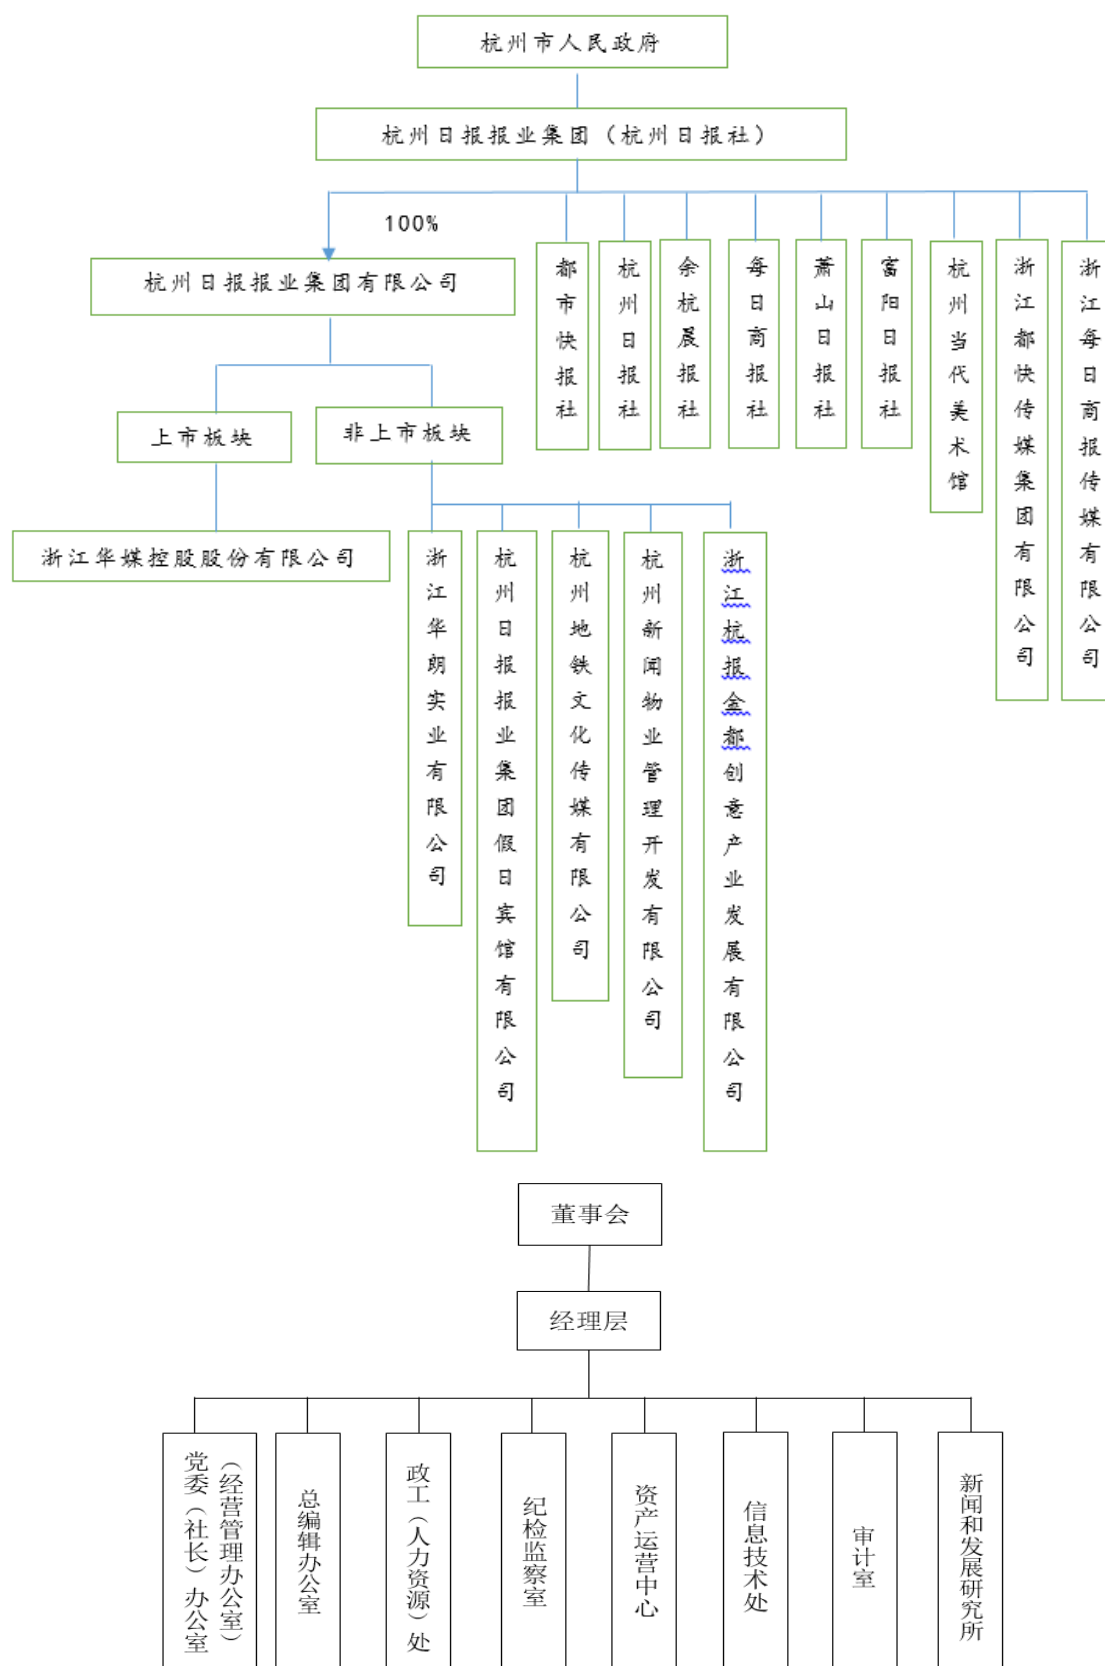 杭州市人民政府
杭州日报报业集团（杭州日报社）
100%
杭州日报报业集团有限公司
都市快报社
杭州日报社
余杭晨报社
每日商报社
萧山日报社
富阳日报社
杭州当代美术馆
浙江都快传媒集团有限公司
浙江每日商报传媒有限公司
上市板块
非上市板块
浙江华媒控股股份有限公司
浙江华朗实业有限公司
杭州日报报业集团假日宾馆有限公司
杭州地铁文化传媒有限公司
杭州新闻物业管理开发有限公司
浙江杭报金都创意产业发展有限公司
董事会
经理层
党委（社长）办公室
（经营管理办公室）
总编辑办公室
政工（人力资源）处
纪检监察室
资产运营中心
信息技术处
审计室
新闻和发展研究所